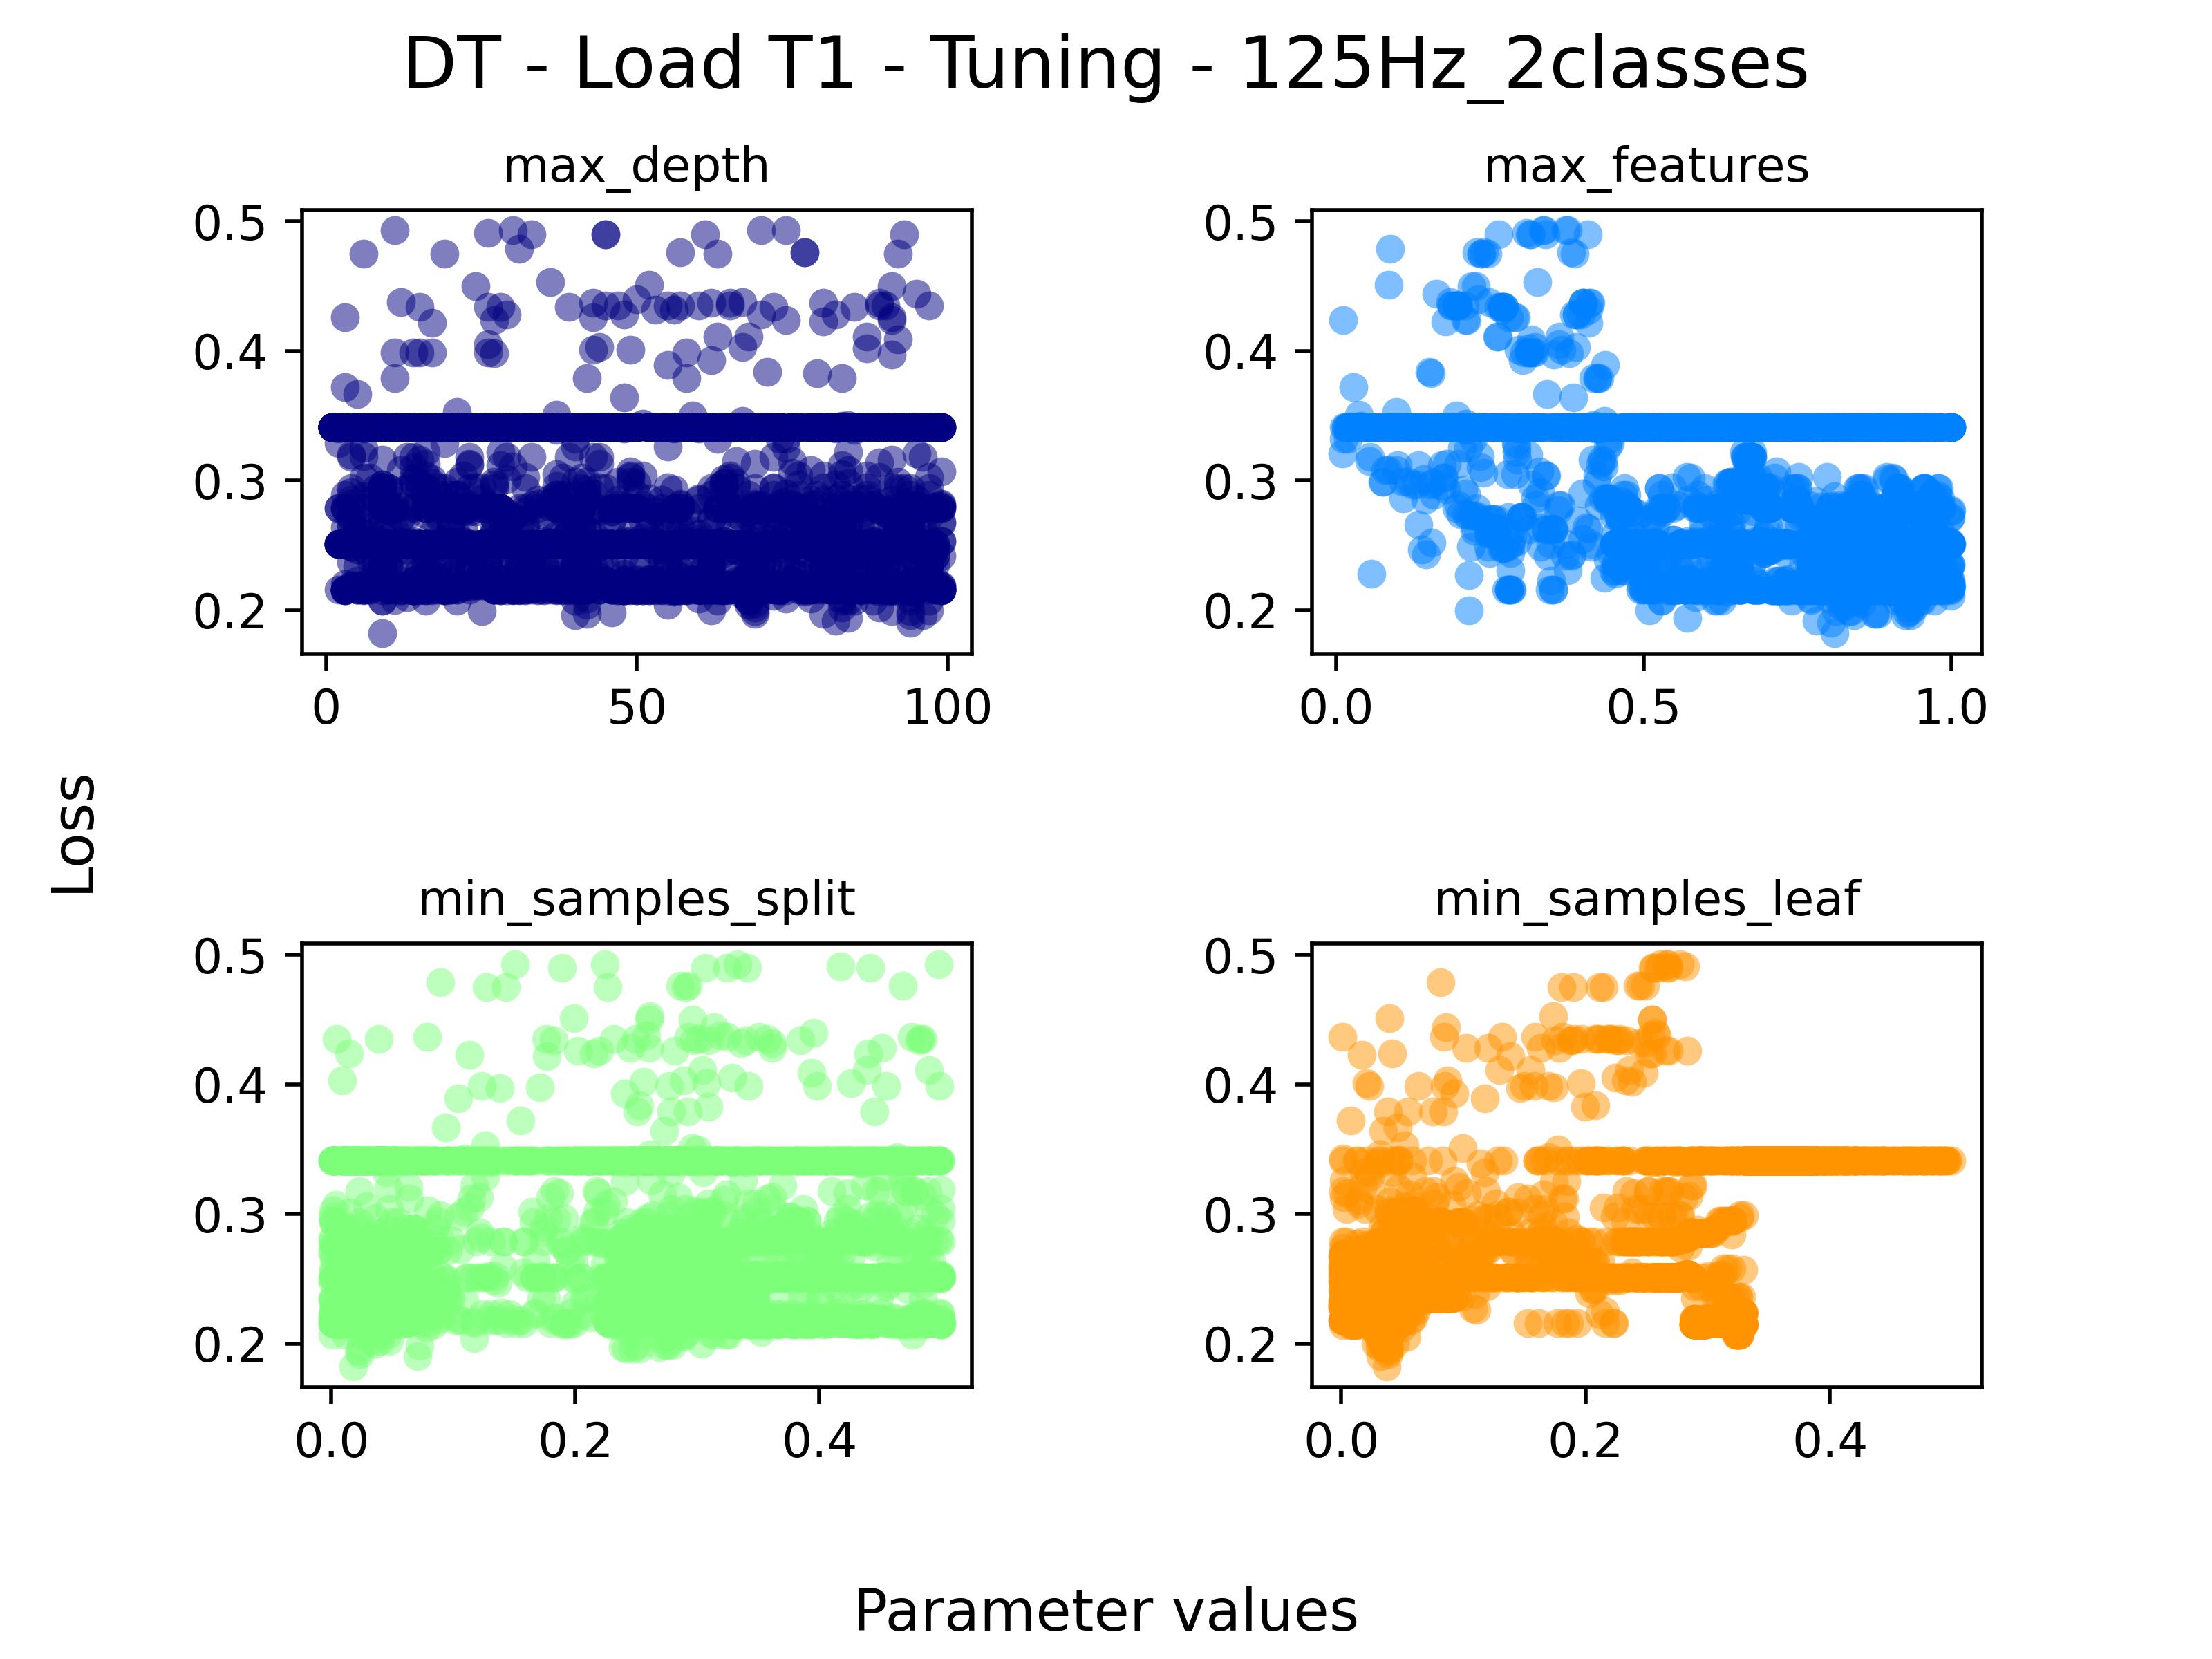 DT - Load T1 - Tuning - 125Hz_2classes
max_depth
0.5
0.4
0.3
0.2
0 50 100
max_features
0.5
0.4
0.3
0.2
0.0 0.5 1.0
Loss
min_samples_split
0.5
0.4
0.3
0.2
0.0 0.2 0.4
min_samples_leaf
0.5
0.4
0.3
0.2
0.0 0.2 0.4
Parameter values